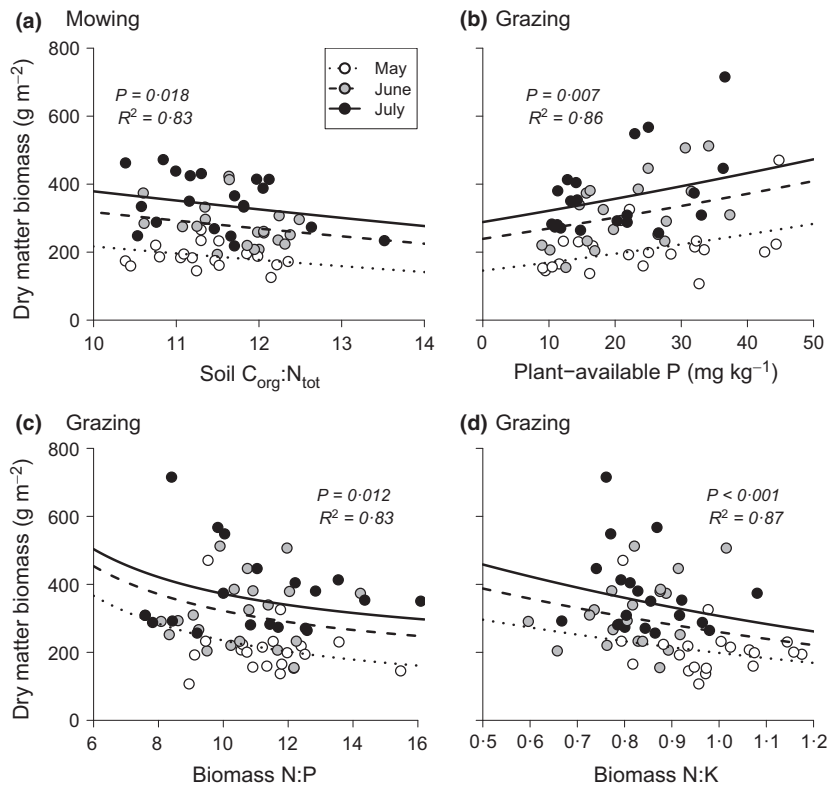 (a) Mowing
Dry matter biomass (g m−2)
800
600
400
200
0
P = 0·018
R2 = 0·83
May
June
July
10 11 12 13 14
Soil Corg:Ntot
(b) Grazing
P = 0·007
R2 = 0·86
0 10 20 30 40 50
Plant−available P (mg kg−1)
(c) Grazing
Dry matter biomass (g m−2)
800
600
400
200
0
P = 0·012
R2 = 0·83
6 8 10 12 14 16
Biomass N:P
(d) Grazing
P < 0·001
R2 = 0·87
0·5 0·6 0·7 0·8 0·9 1·0 1·1 1·2
Biomass N:K